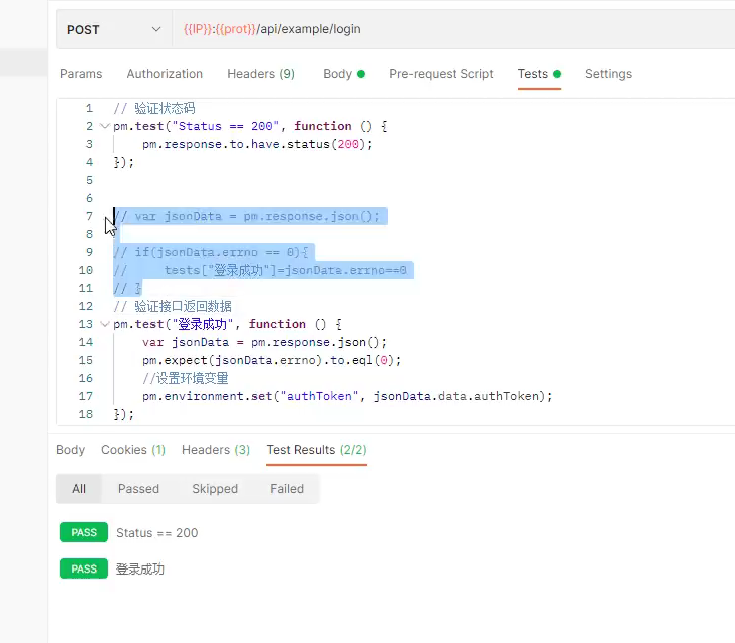 POST {{IP}}:{{prot}}/api/example/login
Params Authorization Headers (9) Body Pre-request Script Tests Settings
1 // 验证状态码
2 pm.test("Status == 200", function () {
3 pm.response.to.have.status(200);
4 });
5
6
7 // var jsonData = pm.response.json();
8
9 // if(jsonData.errno == 0){
10 // tests["登录成功"]=jsonData.errno==0
11 // }
12 // 验证接口返回数据
13 pm.test("登录成功", function () {
14 var jsonData = pm.response.json();
15 pm.expect(jsonData.errno).to.eql(0);
16 //设置环境变量
17 pm.environment.set("authToken", jsonData.data.authToken);
18 });
Body Cookies (1) Headers (3) Test Results (2/2)
All Passed Skipped Failed
PASS Status == 200
PASS 登录成功